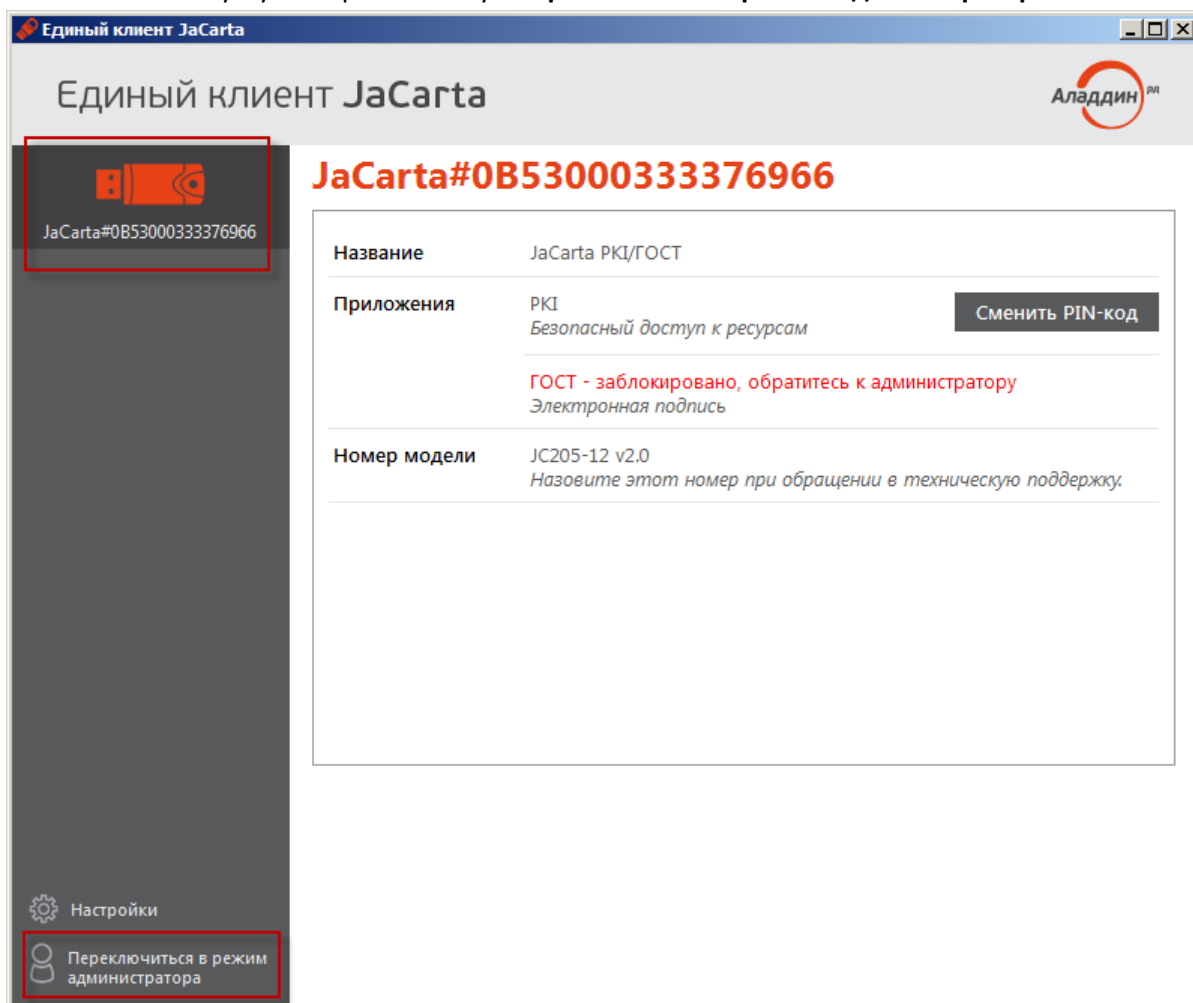 Единый клиент JaCarta
Единый клиент JaCarta
Аладдин РД
JaCarta#0B53000333376966
JaCarta#0B53000333376966
Название JaCarta PKI/ГОСТ
Приложения PKI
Безопасный доступ к ресурсам
Сменить PIN-код
ГОСТ - заблокировано, обратитесь к администратору
Электронная подпись
Номер модели JC205-12 v2.0
Назовите этот номер при обращении в техническую поддержку.
Настройки
Переключиться в режим
администратора